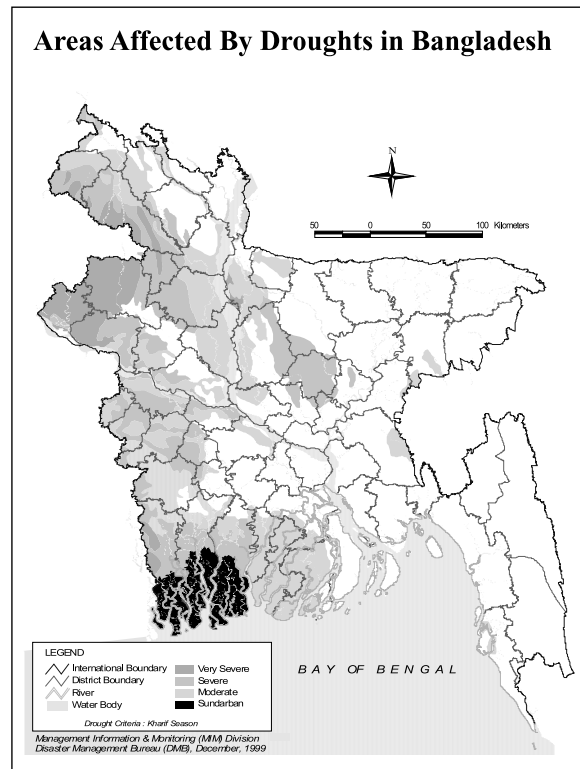 Areas Affected By Droughts in Bangladesh
N
50 0 50 100 Kilometers
BAY OF BENGAL
LEGEND
International Boundary
District Boundary
River
Water Body
Very Severe
Severe
Moderate
Sundarban
Drought Criteria : Kharif Season
Management Information & Monitoring (MIM) Division
Disaster Management Bureau (DMB), December, 1999